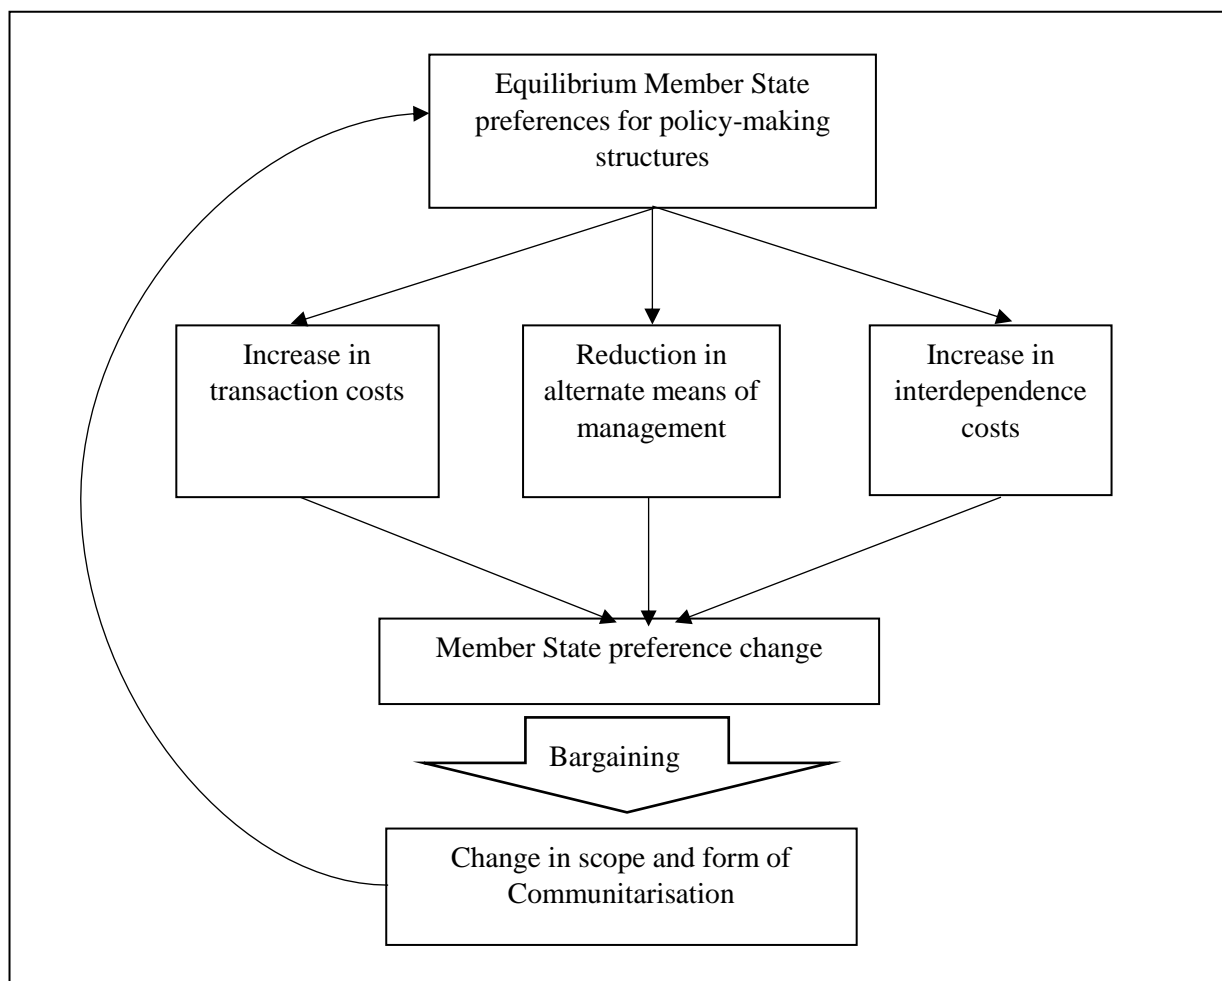 Equilibrium Member State
preferences for policy-making
structures
Increase in
transaction costs
Reduction in
alternate means of
management
Increase in
interdependence
costs
Member State preference change
Bargaining
Change in scope and form of
Communitarisation